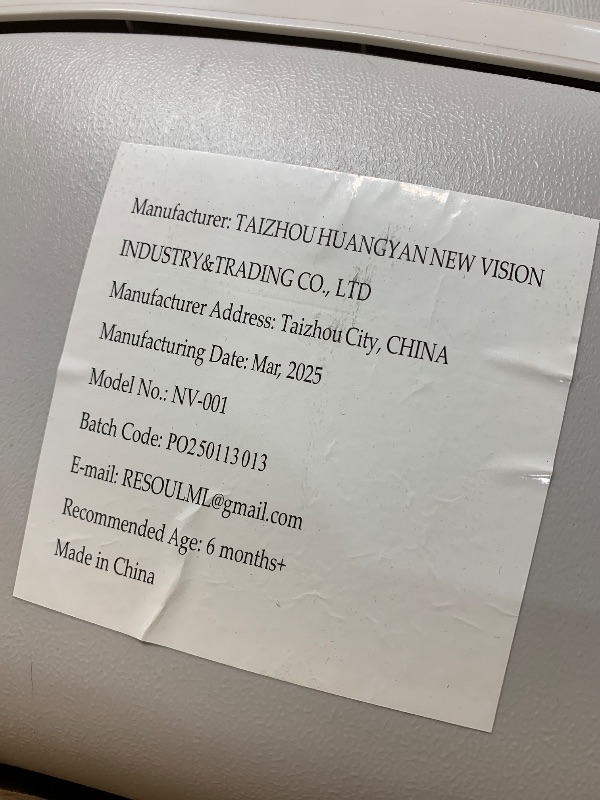 Manufacturer: TAIZHOU HUANGYAN NEW VISION
INDUSTRY&TRADING CO., LTD
Manufacturer Address: Taizhou City, CHINA
Manufacturing Date: Mar, 2025
Model No.: NV-001
Batch Code: PO250113013
E-mail: RESOULML@gmail.com
Recommended Age: 6 months+
Made in China